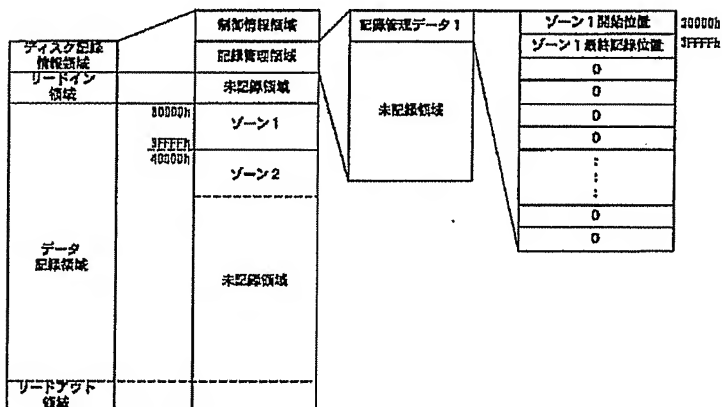 制御情報領域
記録管理データ1
ゾーン1開始位置
30000h
ディスク記録
情報領域
記録管理領域
ゾーン1最終記録位置
3FFFFh
リードイン
領域
未記録領域
0
0
30000h
ゾーン1
未記録領域
0
0
3FFFFh
40000h
ゾーン2
0
0
データ
記録領域
未記録領域
リードアウト
領域